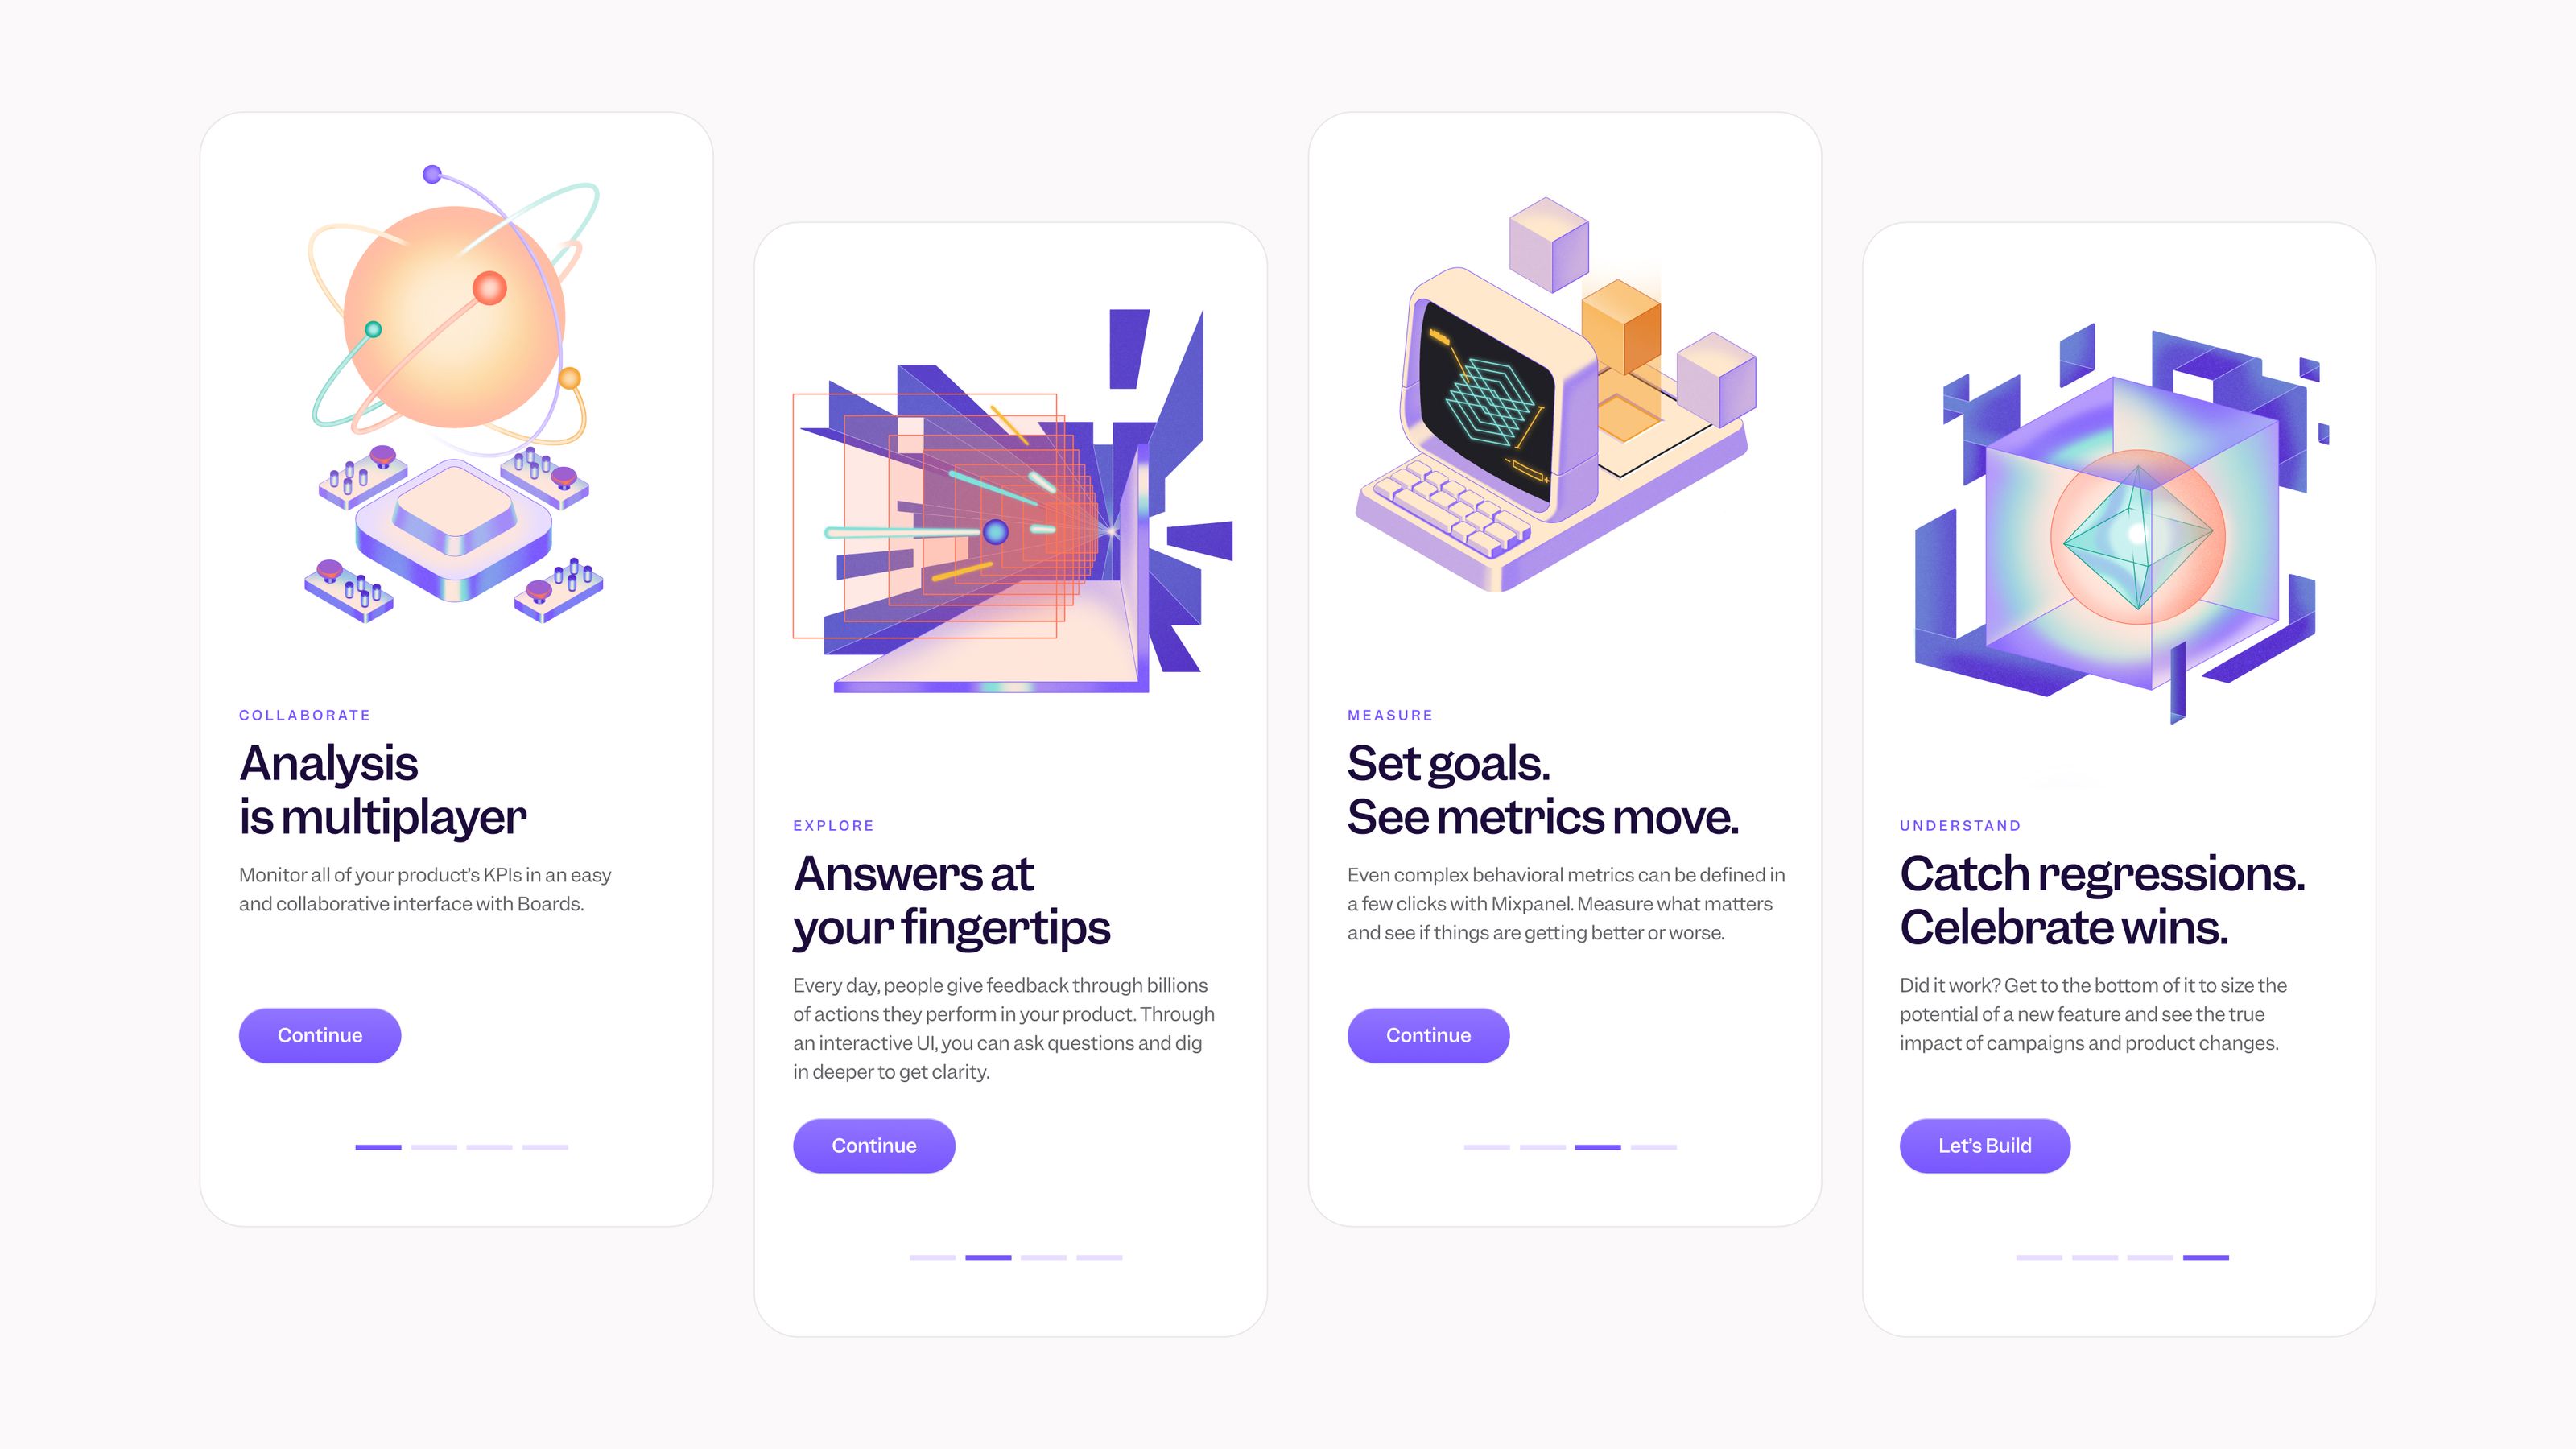 COLLABORATE
Analysis
is multiplayer
Monitor all of your product's KPIs in an easy
and collaborative interface with Boards.
Continue
EXPLORE
Answers at
your fingertips
Every day, people give feedback through billions
of actions they perform in your product. Through
an interactive UI, you can ask questions and dig
in deeper to get clarity.
Continue
MEASURE
Set goals.
See metrics move.
Even complex behavioral metrics can be defined in
a few clicks with Mixpanel. Measure what matters
and see if things are getting better or worse.
Continue
UNDERSTAND
Catch regressions.
Celebrate wins.
Did it work? Get to the bottom of it to size the
potential of a new feature and see the true
impact of campaigns and product changes.
Let's Build